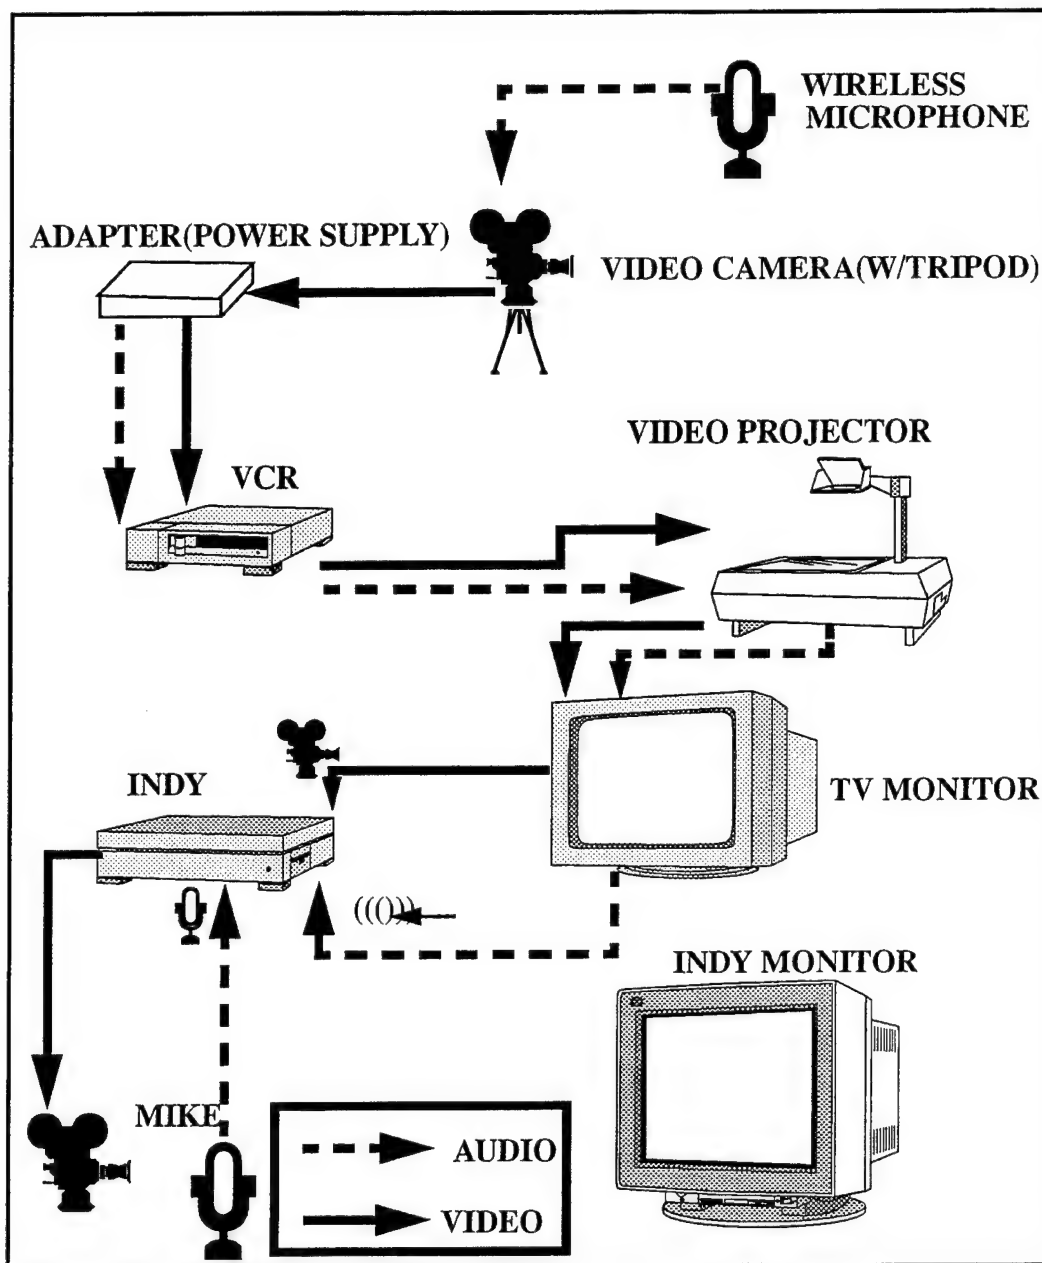 WIRELESS
MICROPHONE
ADAPTER(POWER SUPPLY)
VIDEO CAMERA(W/TRIPOD)
VIDEO PROJECTOR
VCR
INDY
TV MONITOR
((()))
INDY MONITOR
MIKE
AUDIO
VIDEO